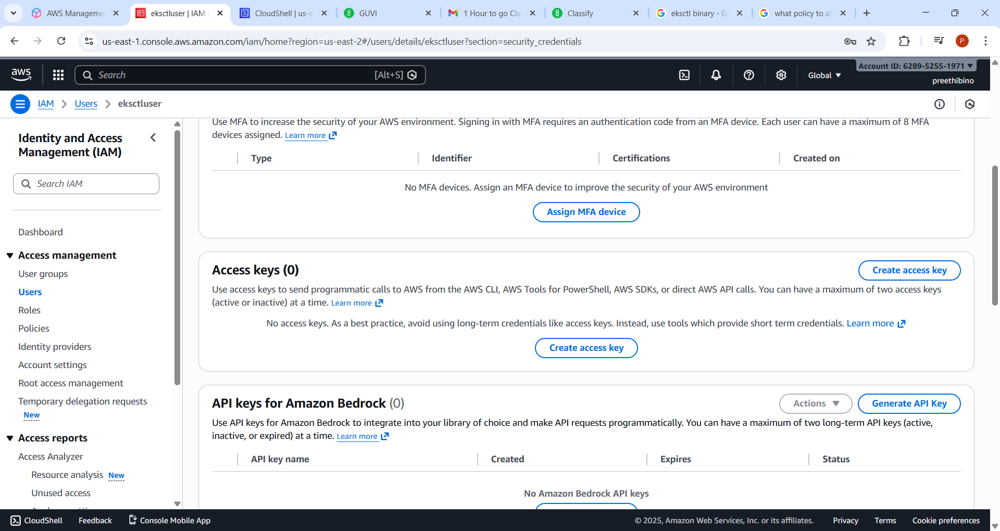 AWS Manageme
eksctluser | IAM
CloudShell | us-e
GUVI
1 Hour to go Cla
Classify
eksctl binary - G
what policy to at
us-east-1.console.aws.amazon.com/iam/home?region=us-east-2#/users/details/eksctluser?section=security_credentials
P
aws
Search
[Alt+S]
Global
Account ID: 6289-5255-1971
preethibino
IAM
Users
eksctluser
Identity and Access
Management (IAM)
Search IAM
Dashboard
Access management
User groups
Users
Roles
Policies
Identity providers
Account settings
Root access management
Temporary delegation requests
New
Access reports
Access Analyzer
Resource analysis New
Unused access
Use MFA to increase the security of your AWS environment. Signing in with MFA requires an authentication code from an MFA device. Each user can have a maximum of 8 MFA
devices assigned. Learn more
Type Identifier Certifications Created on
No MFA devices. Assign an MFA device to improve the security of your AWS environment
Assign MFA device
Access keys (0)
Create access key
Use access keys to send programmatic calls to AWS from the AWS CLI, AWS Tools for PowerShell, AWS SDKs, or direct AWS API calls. You can have a maximum of two access keys
(active or inactive) at a time. Learn more
No access keys. As a best practice, avoid using long-term credentials like access keys. Instead, use tools which provide short term credentials. Learn more
Create access key
API keys for Amazon Bedrock (0)
Actions
Generate API Key
Use API keys for Amazon Bedrock to integrate into your library of choice and make API requests programmatically. You can have a maximum of two long-term API keys (active,
inactive, or expired) at a time. Learn more
API key name Created Expires Status
No Amazon Bedrock API keys
CloudShell
Feedback
Console Mobile App
© 2025, Amazon Web Services, Inc. or its affiliates.
Privacy
Terms
Cookie preferences